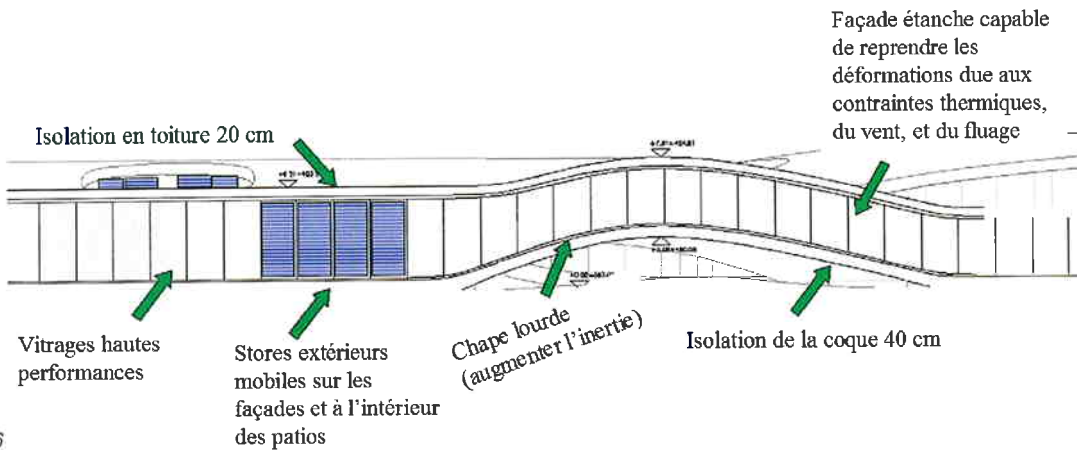 Façade étanche capable
de reprendre les
déformations due aux
contraintes thermiques,
du vent, et du fluage
Isolation en toiture 20 cm
Vitrages hautes
performances
Stores extérieurs
mobiles sur les
façades et à l'intérieur
des patios
Chape lourde
(augmenter l'inertie)
Isolation de la coque 40 cm